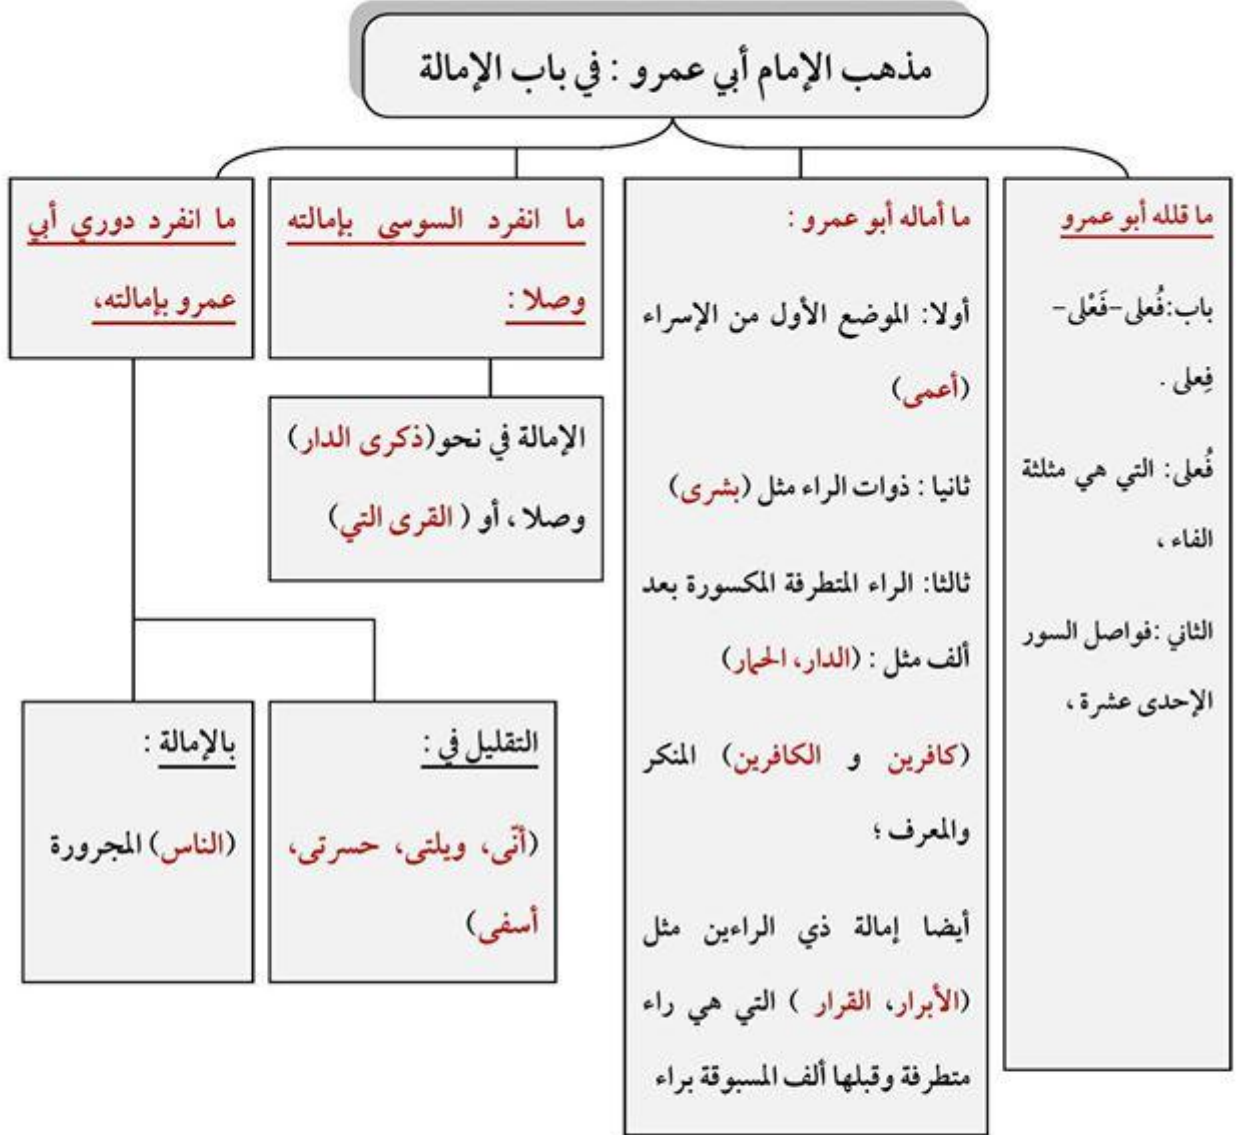 مذهب الإمام أبي عمرو : في باب الإمالة
ما قلله أبو عمرو
باب:فُعلى-فَعْلى-
فِعلى .
فُعلى: التي هي مثلثة
الفاء ،
الثاني :فواصل السور
الإحدى عشرة ،
ما أماله أبو عمرو :
أولا: الموضع الأول من الإسراء
(أعمى)
ثانيا : ذوات الراء مثل (بشرى)
ثالثا: الراء المتطرفة المكسورة بعد
ألف مثل : (الدار، الحمار)
(كافرين و الكافرين) المنكر
والمعرف ؛
أيضا إمالة ذي الراءين مثل
(الأبرار، القرار ) التي هي راء
متطرفة وقبلها ألف المسبوقة براء
ما انفرد السوسي بإمالته
وصلا :
الإمالة في نحو(ذكرى الدار)
وصلا ، أو ( القرى التي)
ما انفرد دوري أبي
عمرو بإمالته،
التقليل في :
(أنّى، ويلتى، حسرتى،
أسفى)
بالإمالة :
(الناس) المجرورة